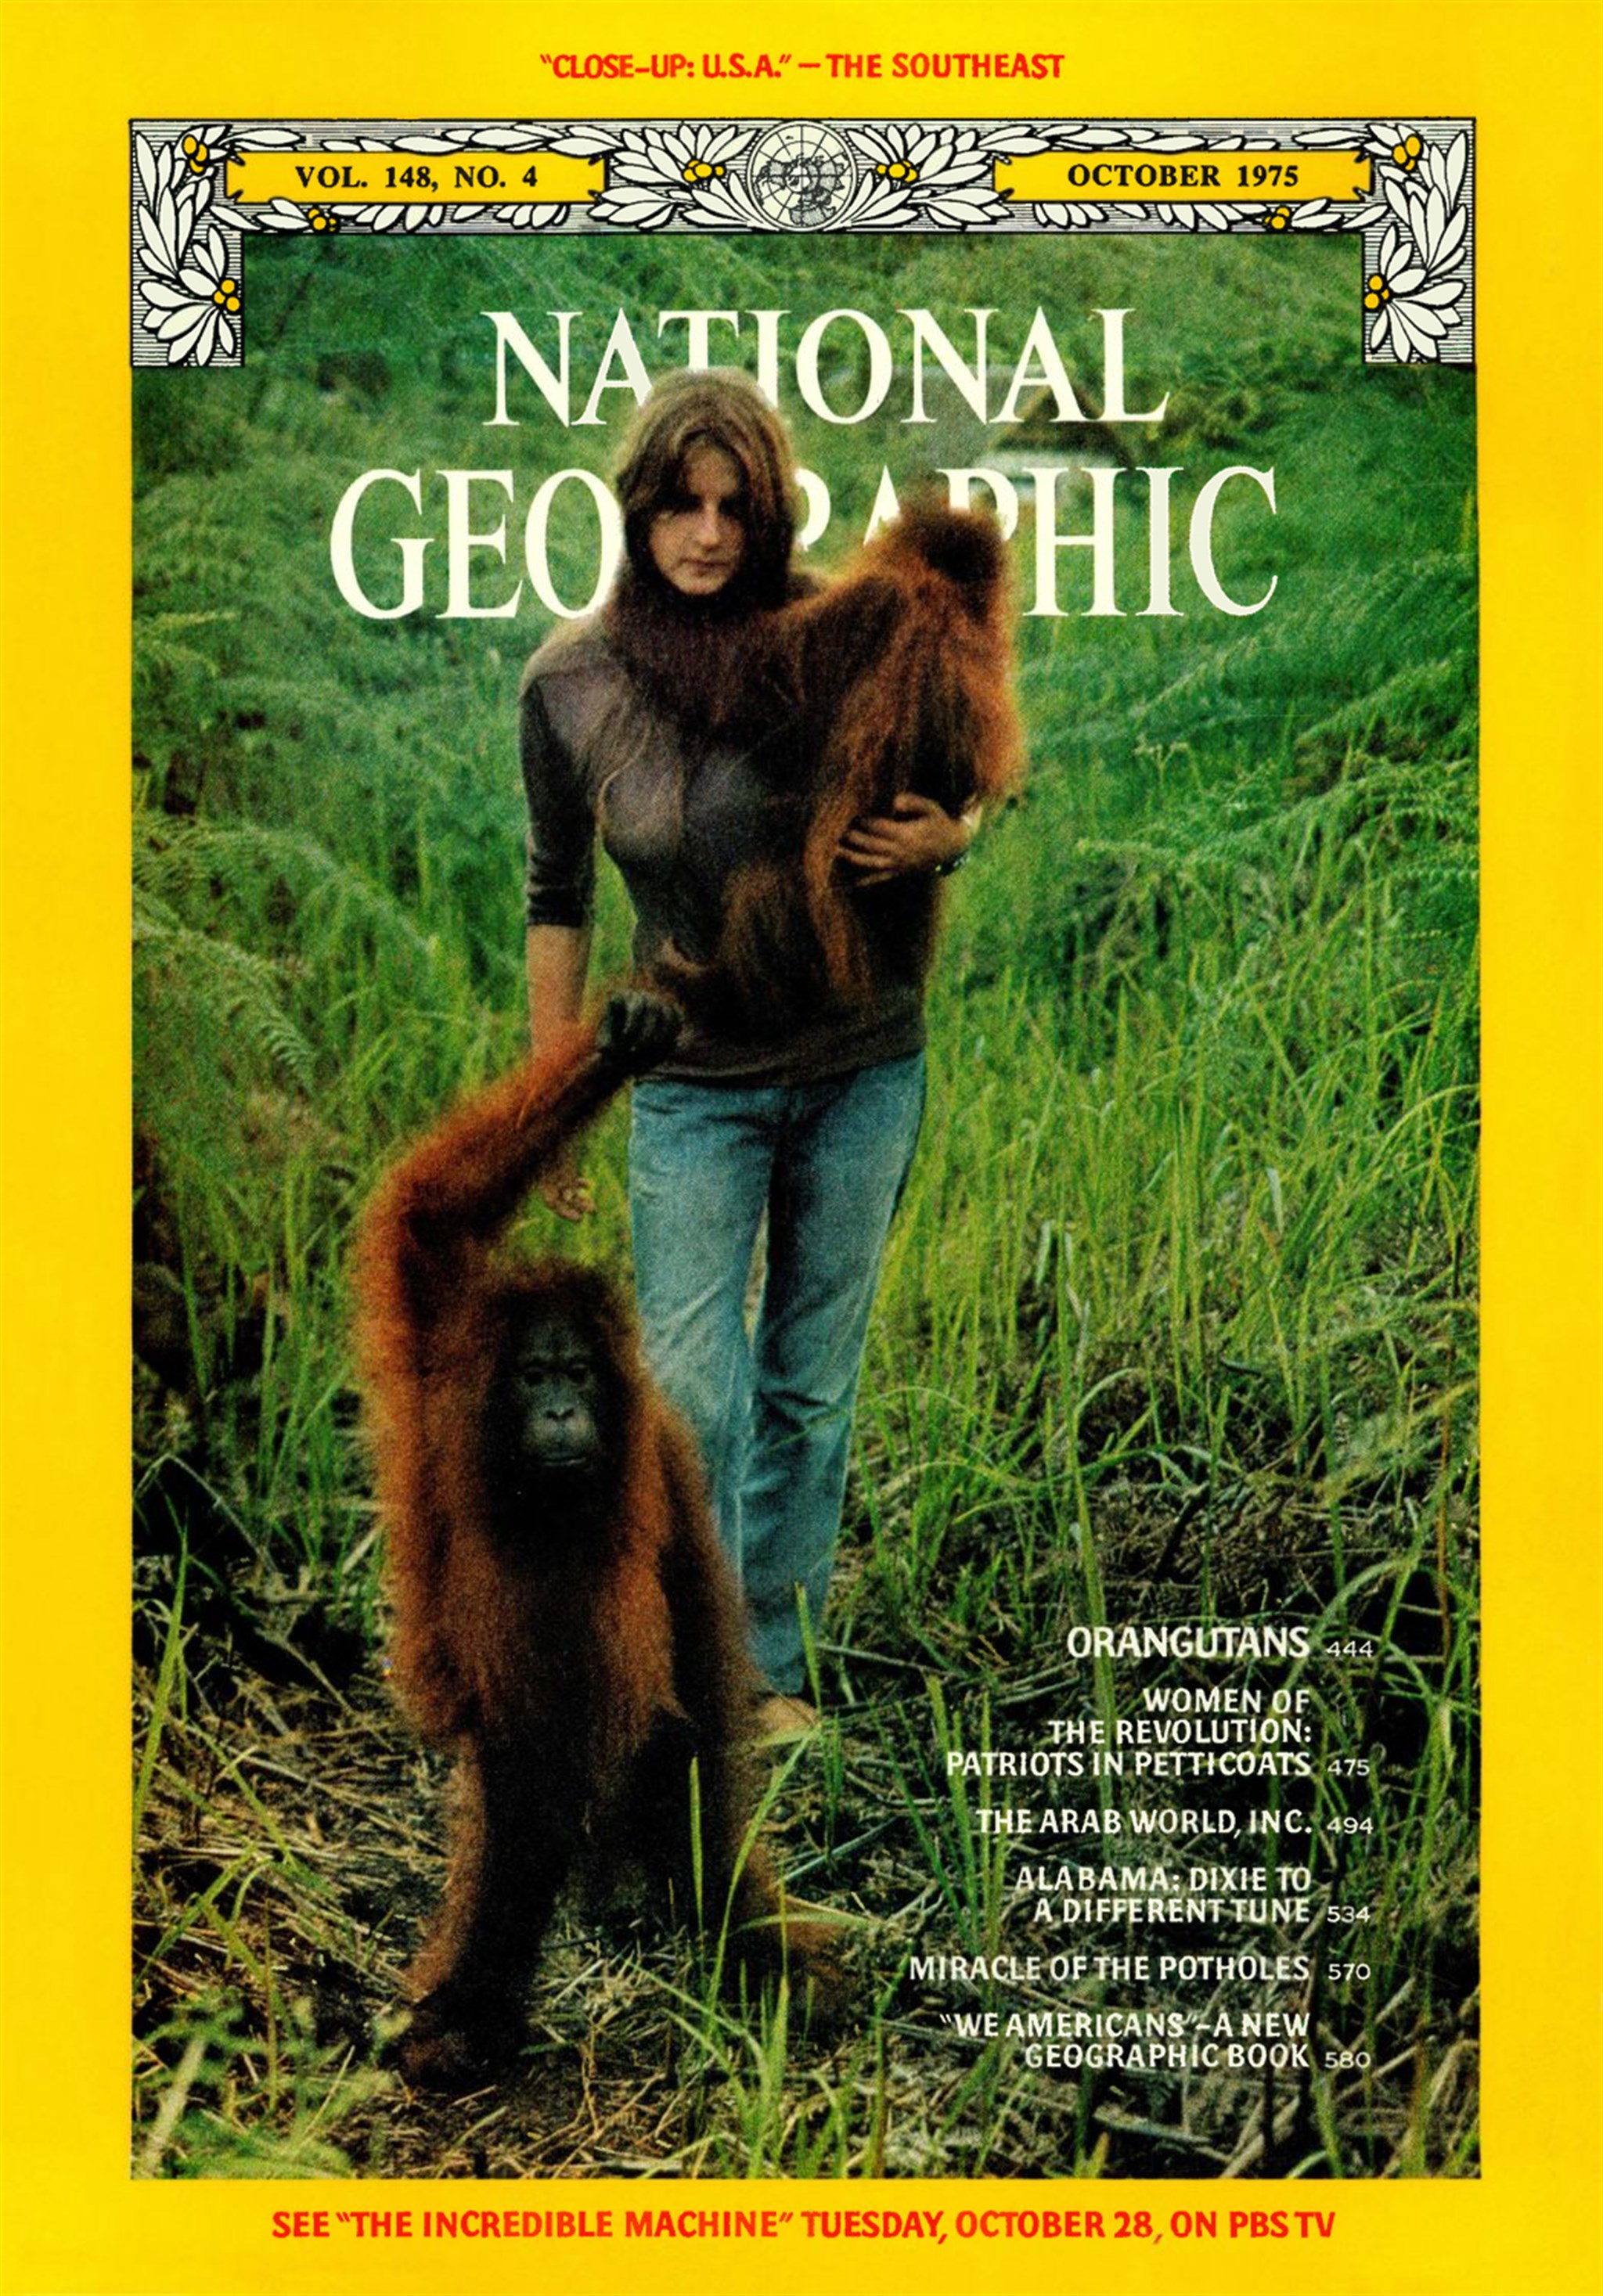 "CLOSE-UP: U.S.A." — THE SOUTHEAST
VOL. 148, NO. 4
OCTOBER 1975
NATIONAL
GEOGRAPHIC
ORANGUTANS 444
WOMEN OF
THE REVOLUTION:
PATRIOTS IN PETTICOATS 475
THE ARAB WORLD, INC. 494
ALABAMA: DIXIE TO
A DIFFERENT TUNE 534
MIRACLE OF THE POTHOLES 570
"WE AMERICANS"-A NEW
GEOGRAPHIC BOOK 580
SEE "THE INCREDIBLE MACHINE" TUESDAY, OCTOBER 28, ON PBS TV